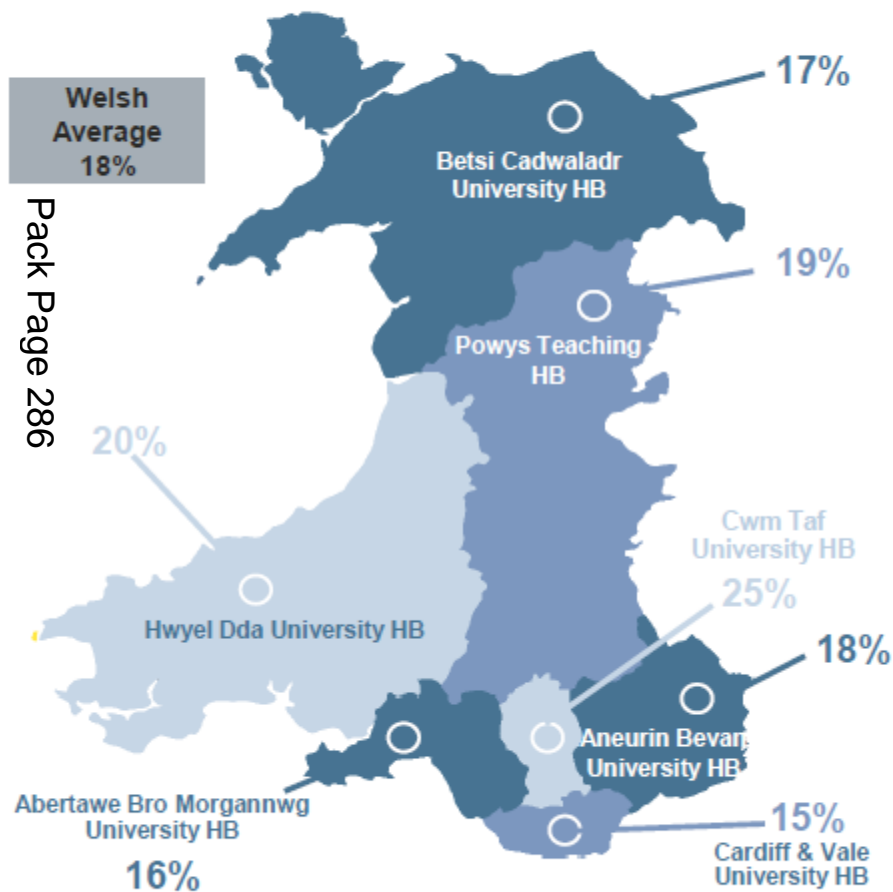 17%
Welsh
Average
18%
Betsi Cadwaladr
University HB
Pack Page 286
19%
Powys Teaching
HB
20%
Cwm Taf
University HB
25%
Hwyel Dda University HB
18%
Aneurin Bevan
University HB
Abertawe Bro Morgannwg
University HB
16%
15%
Cardiff & Vale
University HB